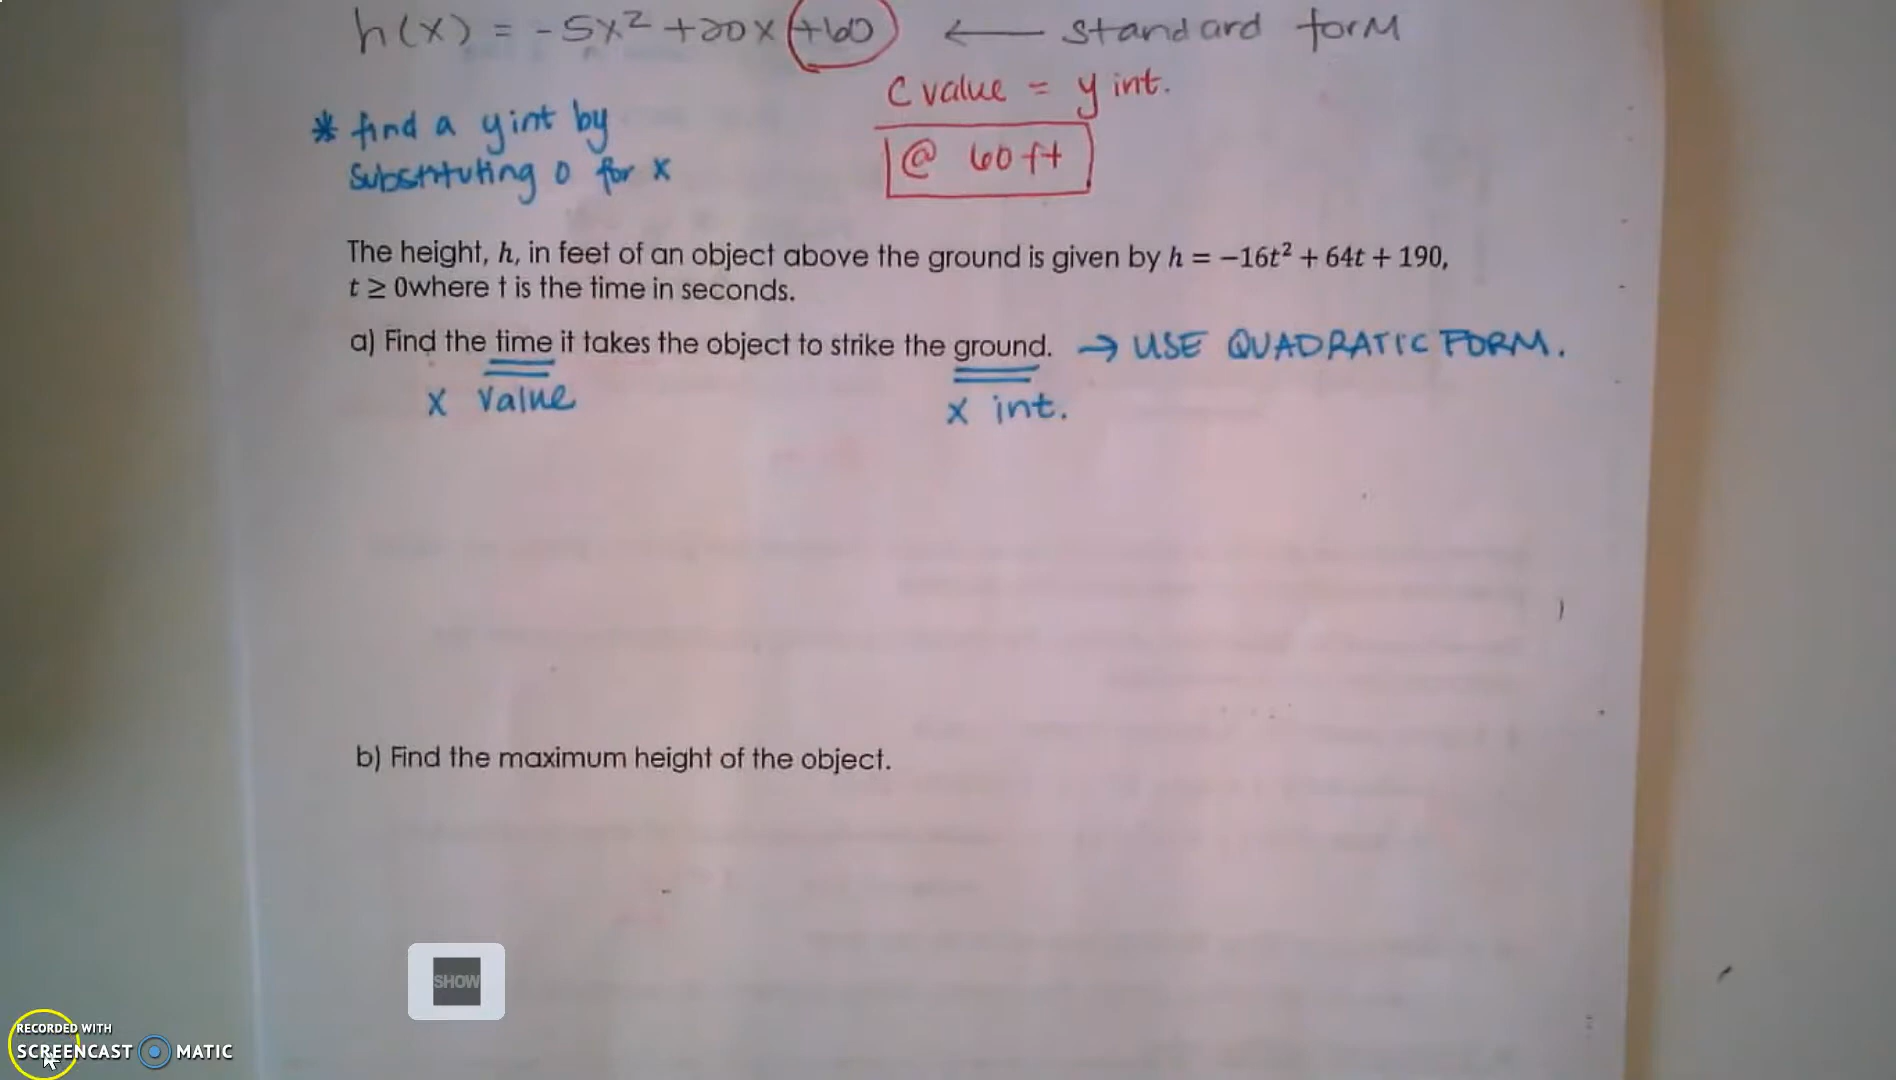 h(x) = -5x² +20x +60 ← standard form
C value = y int.
* find a y int by
substituting 0 for x
@ 60 ft
The height, h, in feet of an object above the ground is given by h = −16t² + 64t + 190,
t ≥ 0where t is the time in seconds.
a) Find the time it takes the object to strike the ground. → USE QUADRATIC FORM.
x value
x int.
b) Find the maximum height of the object.
SHOW
RECORDED WITH
SCREENCAST MATIC